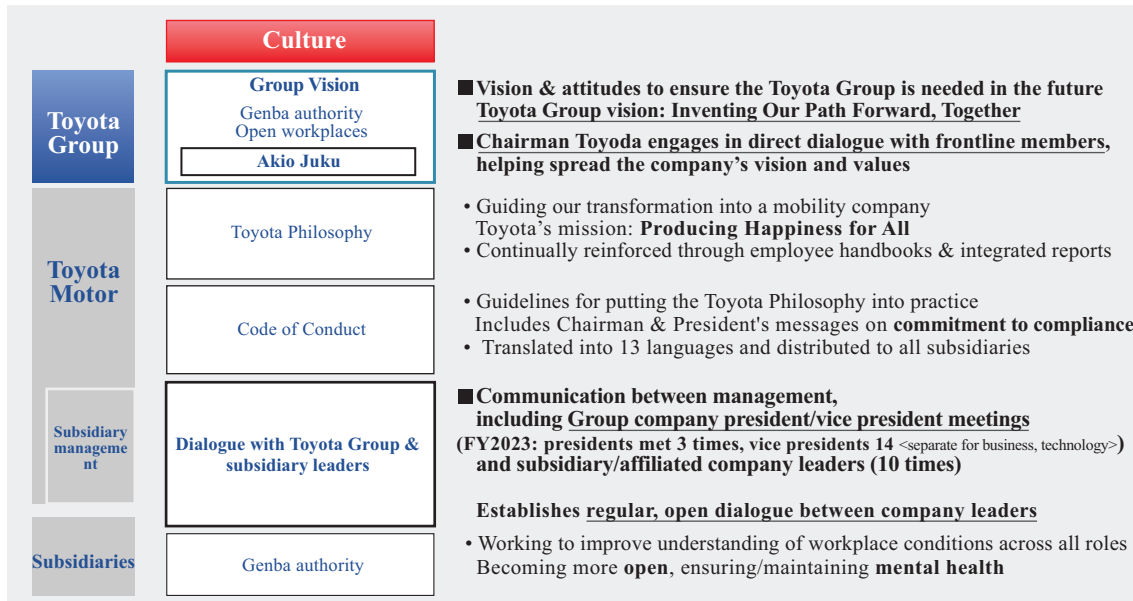 Culture
Toyota
Group
Group Vision
Genba authority
Open workplaces
Akio Juku
■Vision & attitudes to ensure the Toyota Group is needed in the future
Toyota Group vision: Inventing Our Path Forward, Together
■Chairman Toyoda engages in direct dialogue with frontline members,
helping spread the company's vision and values
Toyota
Motor
Toyota Philosophy
• Guiding our transformation into a mobility company
Toyota's mission: Producing Happiness for All
• Continually reinforced through employee handbooks & integrated reports
Code of Conduct
• Guidelines for putting the Toyota Philosophy into practice
Includes Chairman & President's messages on commitment to compliance
• Translated into 13 languages and distributed to all subsidiaries
Subsidiary
manageme
nt
Dialogue with Toyota Group &
subsidiary leaders
■Communication between management,
including Group company president/vice president meetings
(FY2023: presidents met 3 times, vice presidents 14 <separate for business, technology>)
and subsidiary/affiliated company leaders (10 times)
Establishes regular, open dialogue between company leaders
Subsidiaries
Genba authority
• Working to improve understanding of workplace conditions across all roles
Becoming more open, ensuring/maintaining mental health